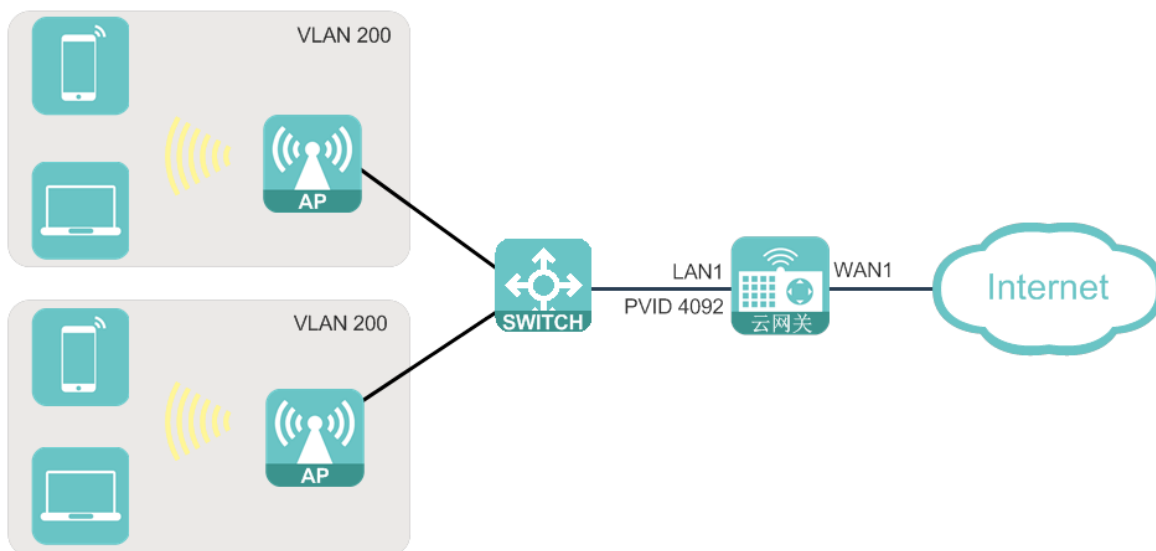 VLAN 200
AP
VLAN 200
AP
SWITCH
LAN1
PVID 4092
云网关
WAN1
Internet